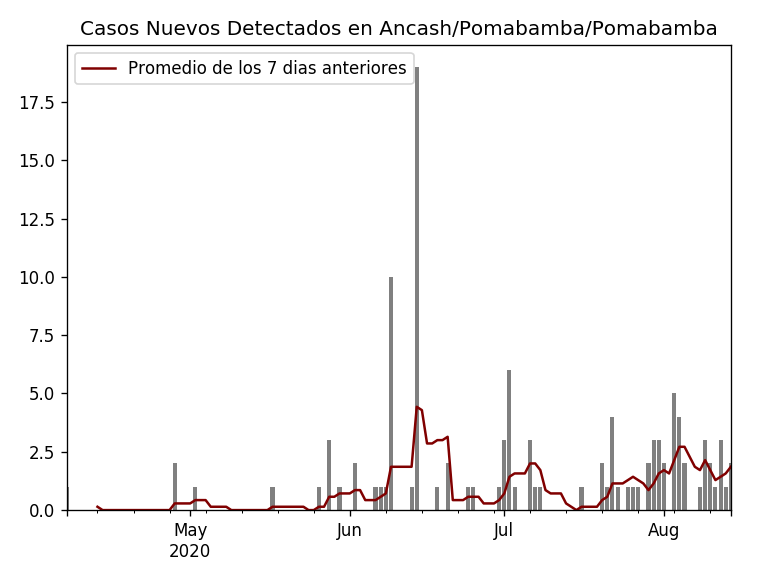 Casos Nuevos Detectados en Ancash/Pomabamba/Pomabamba
Promedio de los 7 dias anteriores
17.5
15.0
12.5
10.0
7.5
5.0
2.5
0.0
May
2020
Jun
Jul
Aug